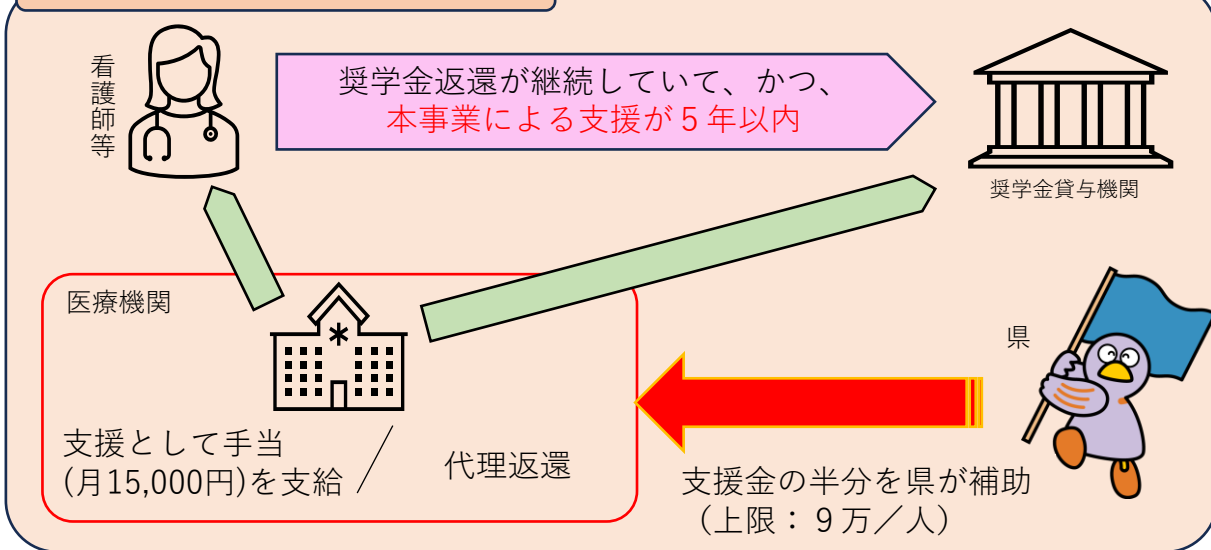 看護師等
奨学金返還が継続していて、かつ、
本事業による支援が５年以内
奨学金貸与機関
医療機関
県
支援として手当
(月15,000円)を支給
／
代理返還
支援金の半分を県が補助
（上限：９万／人）